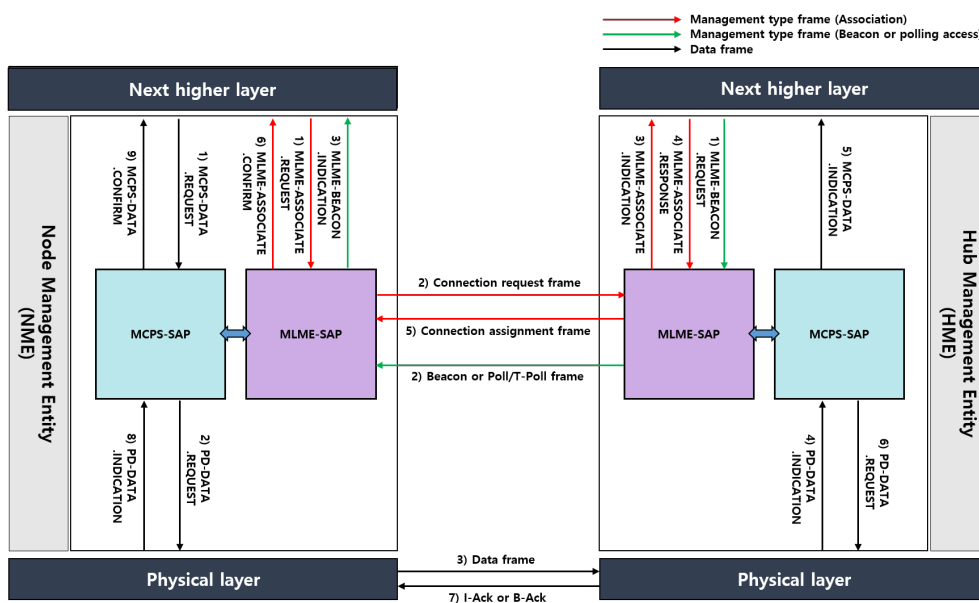 Management type frame (Association)
Management type frame (Beacon or polling access)
Data frame
Next higher layer
Next higher layer
Node Management Entity
(NME)
9) MCPS-DATA
.CONFIRM
1) MCPS-DATA
.REQUEST
6) MLME-ASSOCIATE
.CONFIRM
1) MLME-ASSOCIATE
.REQUEST
3) MLME-BEACON
.INDICATION
3) MLME-ASSOCIATE
.INDICATION
4) MLME-ASSOCIATE
.RESPONSE
1) MLME-BEACON
.REQUEST
5) MCPS-DATA
.INDICATION
Hub Management Entity
(HME)
MCPS-SAP
MLME-SAP
2) Connection request frame
5) Connection assignment frame
2) Beacon or Poll/T-Poll frame
MLME-SAP
MCPS-SAP
8) PD-DATA
.INDICATION
2) PD-DATA
.REQUEST
4) PD-DATA
.INDICATION
6) PD-DATA
.REQUEST
Physical layer
3) Data frame
7) I-Ack or B-Ack
Physical layer